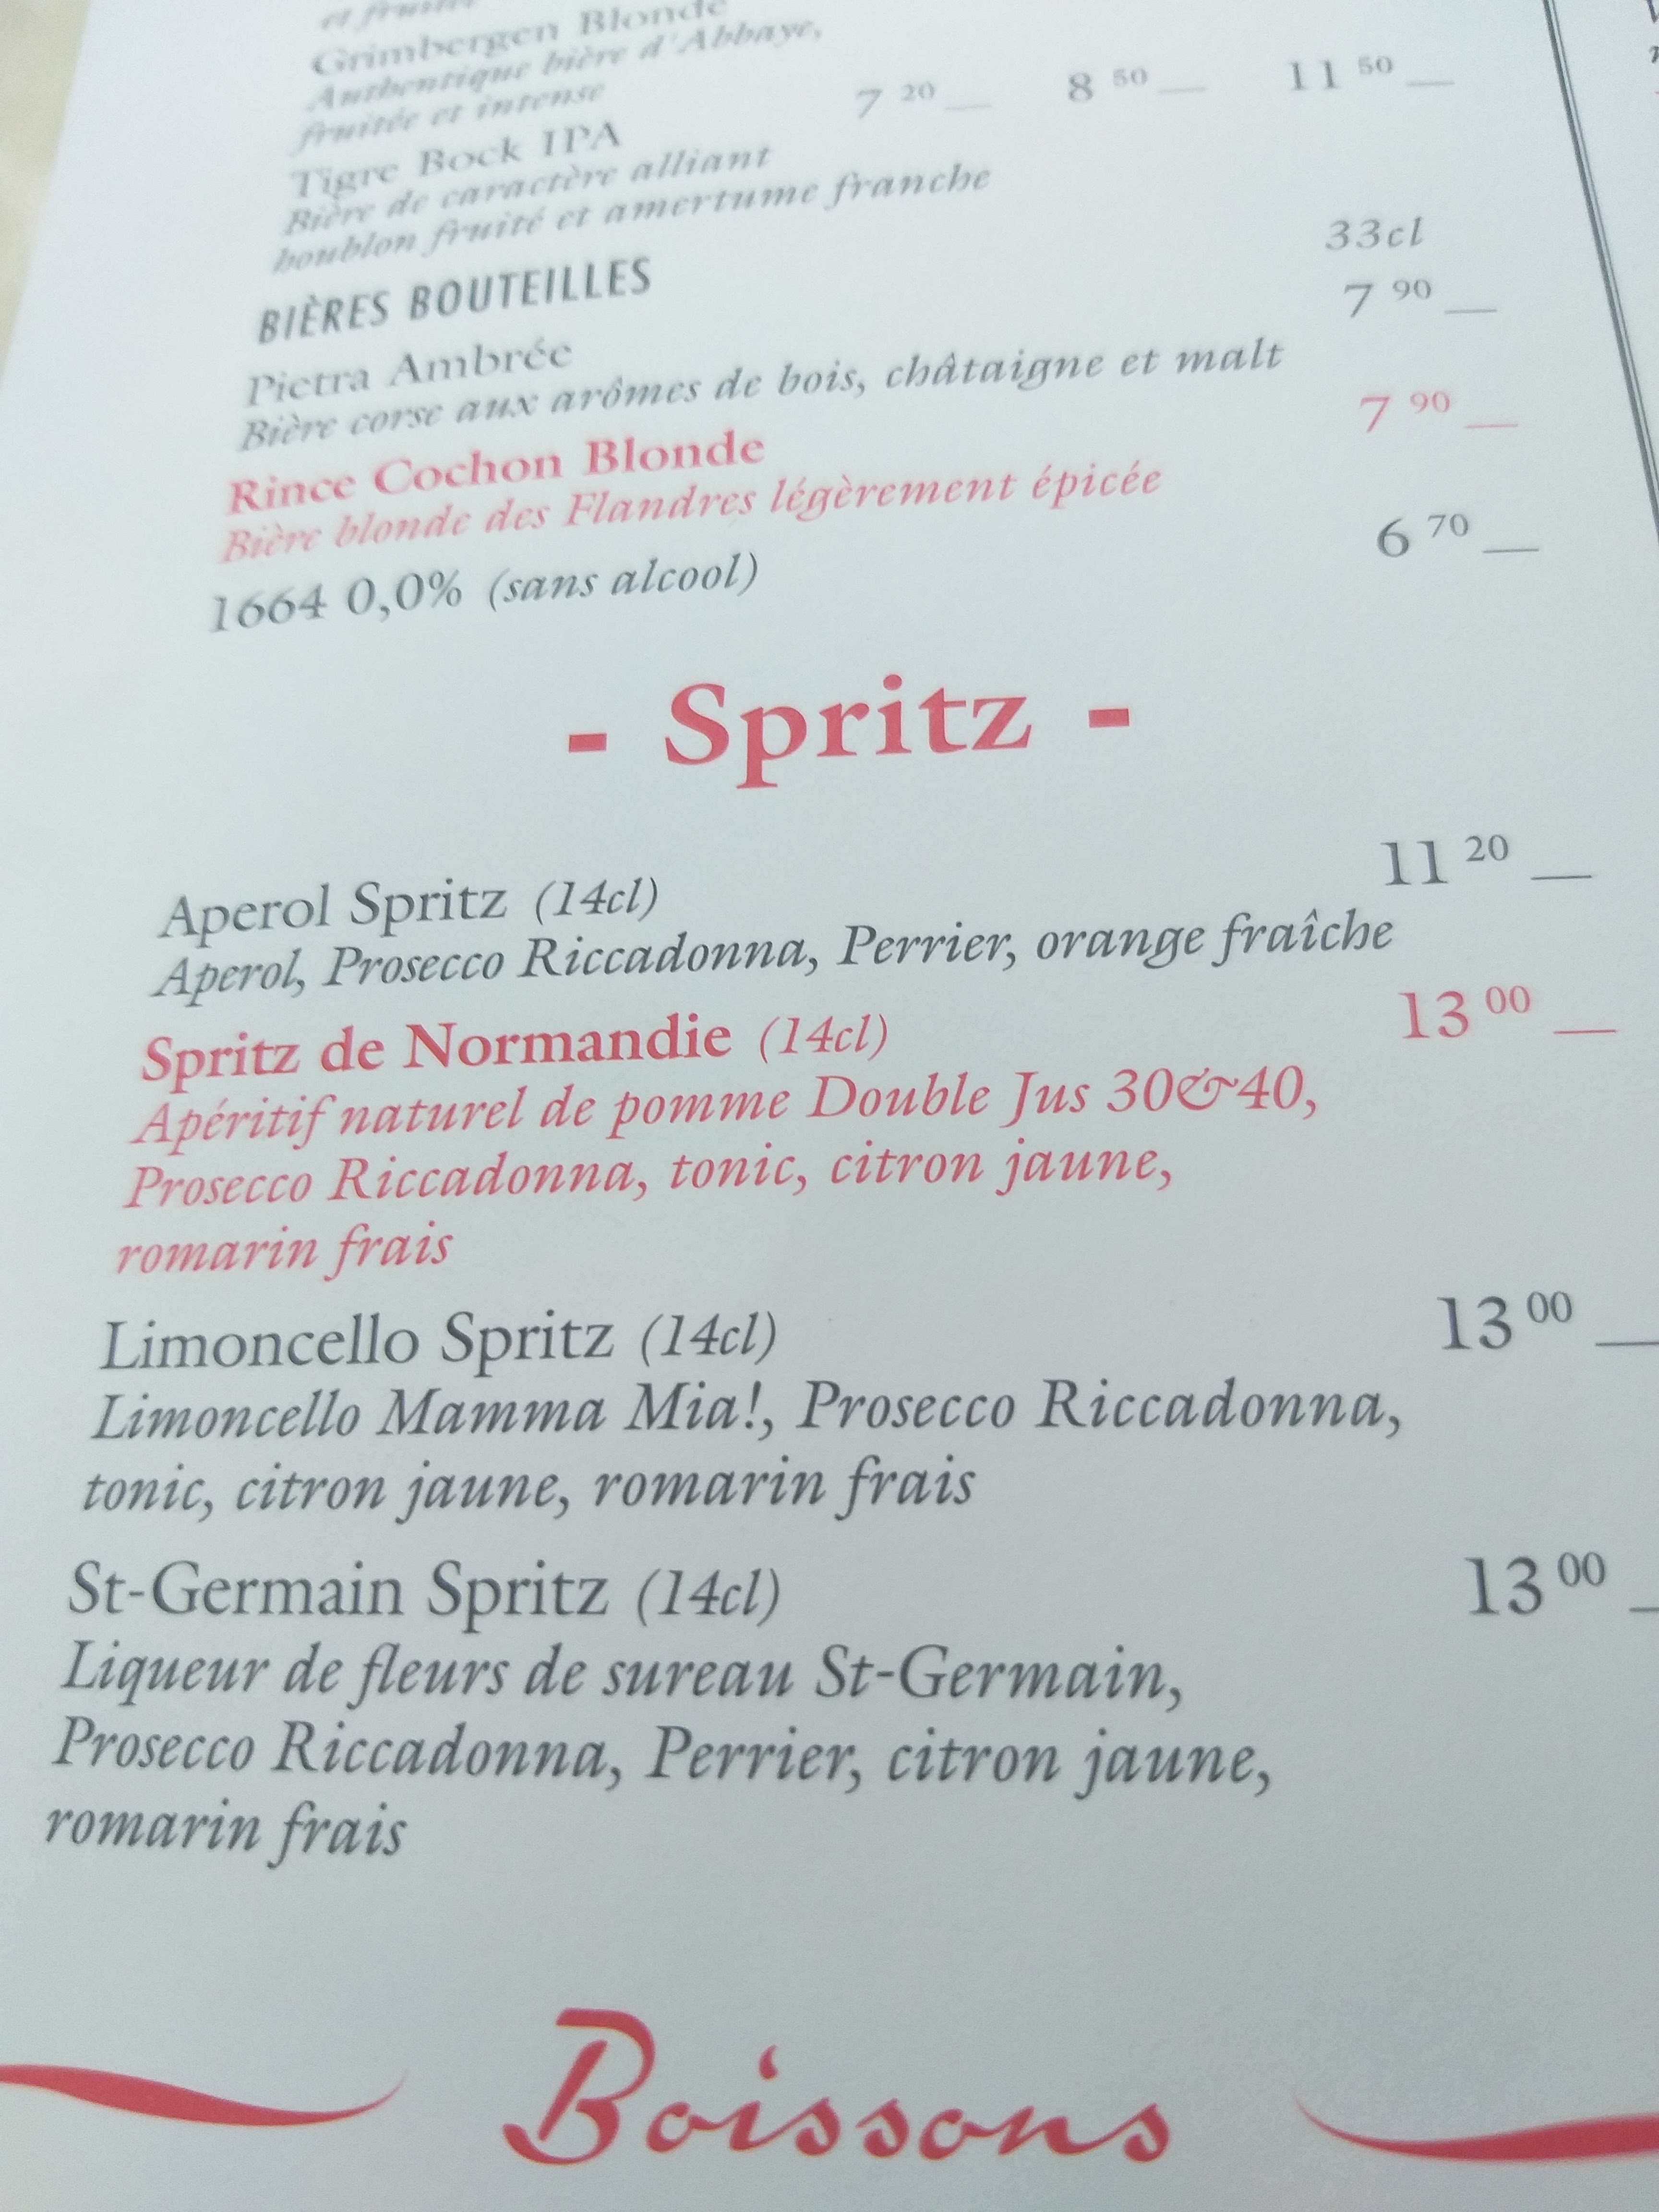 et fruitée
Grimbergen Blonde
Authentique bière d'Abbaye,
fruitée et intense
Tigre Bock IPA 7 20 8 50 11 50
Bière de caractère alliant
houblon fruité et amertume franche
BIÈRES BOUTEILLES 33cl
Pietra Ambrée 7 90
Bière corse aux arômes de bois, châtaigne et malt
Rince Cochon Blonde 7 90
Bière blonde des Flandres légèrement épicée
1664 0,0% (sans alcool) 6 70
- Spritz -
Aperol Spritz (14cl) 11 20
Aperol, Prosecco Riccadonna, Perrier, orange fraîche
Spritz de Normandie (14cl) 13 00
Apéritif naturel de pomme Double Jus 30&40,
Prosecco Riccadonna, tonic, citron jaune,
romarin frais
Limoncello Spritz (14cl) 13 00
Limoncello Mamma Mia!, Prosecco Riccadonna,
tonic, citron jaune, romarin frais
St-Germain Spritz (14cl) 13 00
Liqueur de fleurs de sureau St-Germain,
Prosecco Riccadonna, Perrier, citron jaune,
romarin frais
Boissons